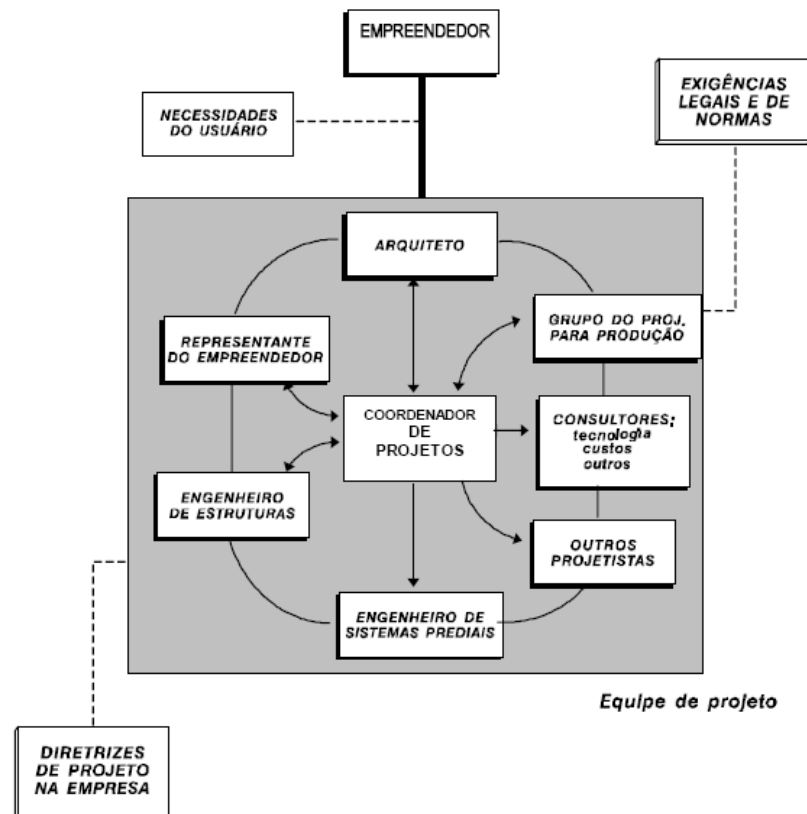 EMPREENDEDOR
NECESSIDADES
DO USUÁRIO
EXIGÊNCIAS
LEGAIS E DE
NORMAS
ARQUITETO
REPRESENTANTE
DO EMPREENDEDOR
GRUPO DO PROJ.
PARA PRODUÇÃO
COORDENADOR
DE
PROJETOS
CONSULTORES;
tecnologia
custos
outros
ENGENHEIRO
DE ESTRUTURAS
OUTROS
PROJETISTAS
ENGENHEIRO DE
SISTEMAS PREDIAIS
Equipe de projeto
DIRETRIZES
DE PROJETO
NA EMPRESA